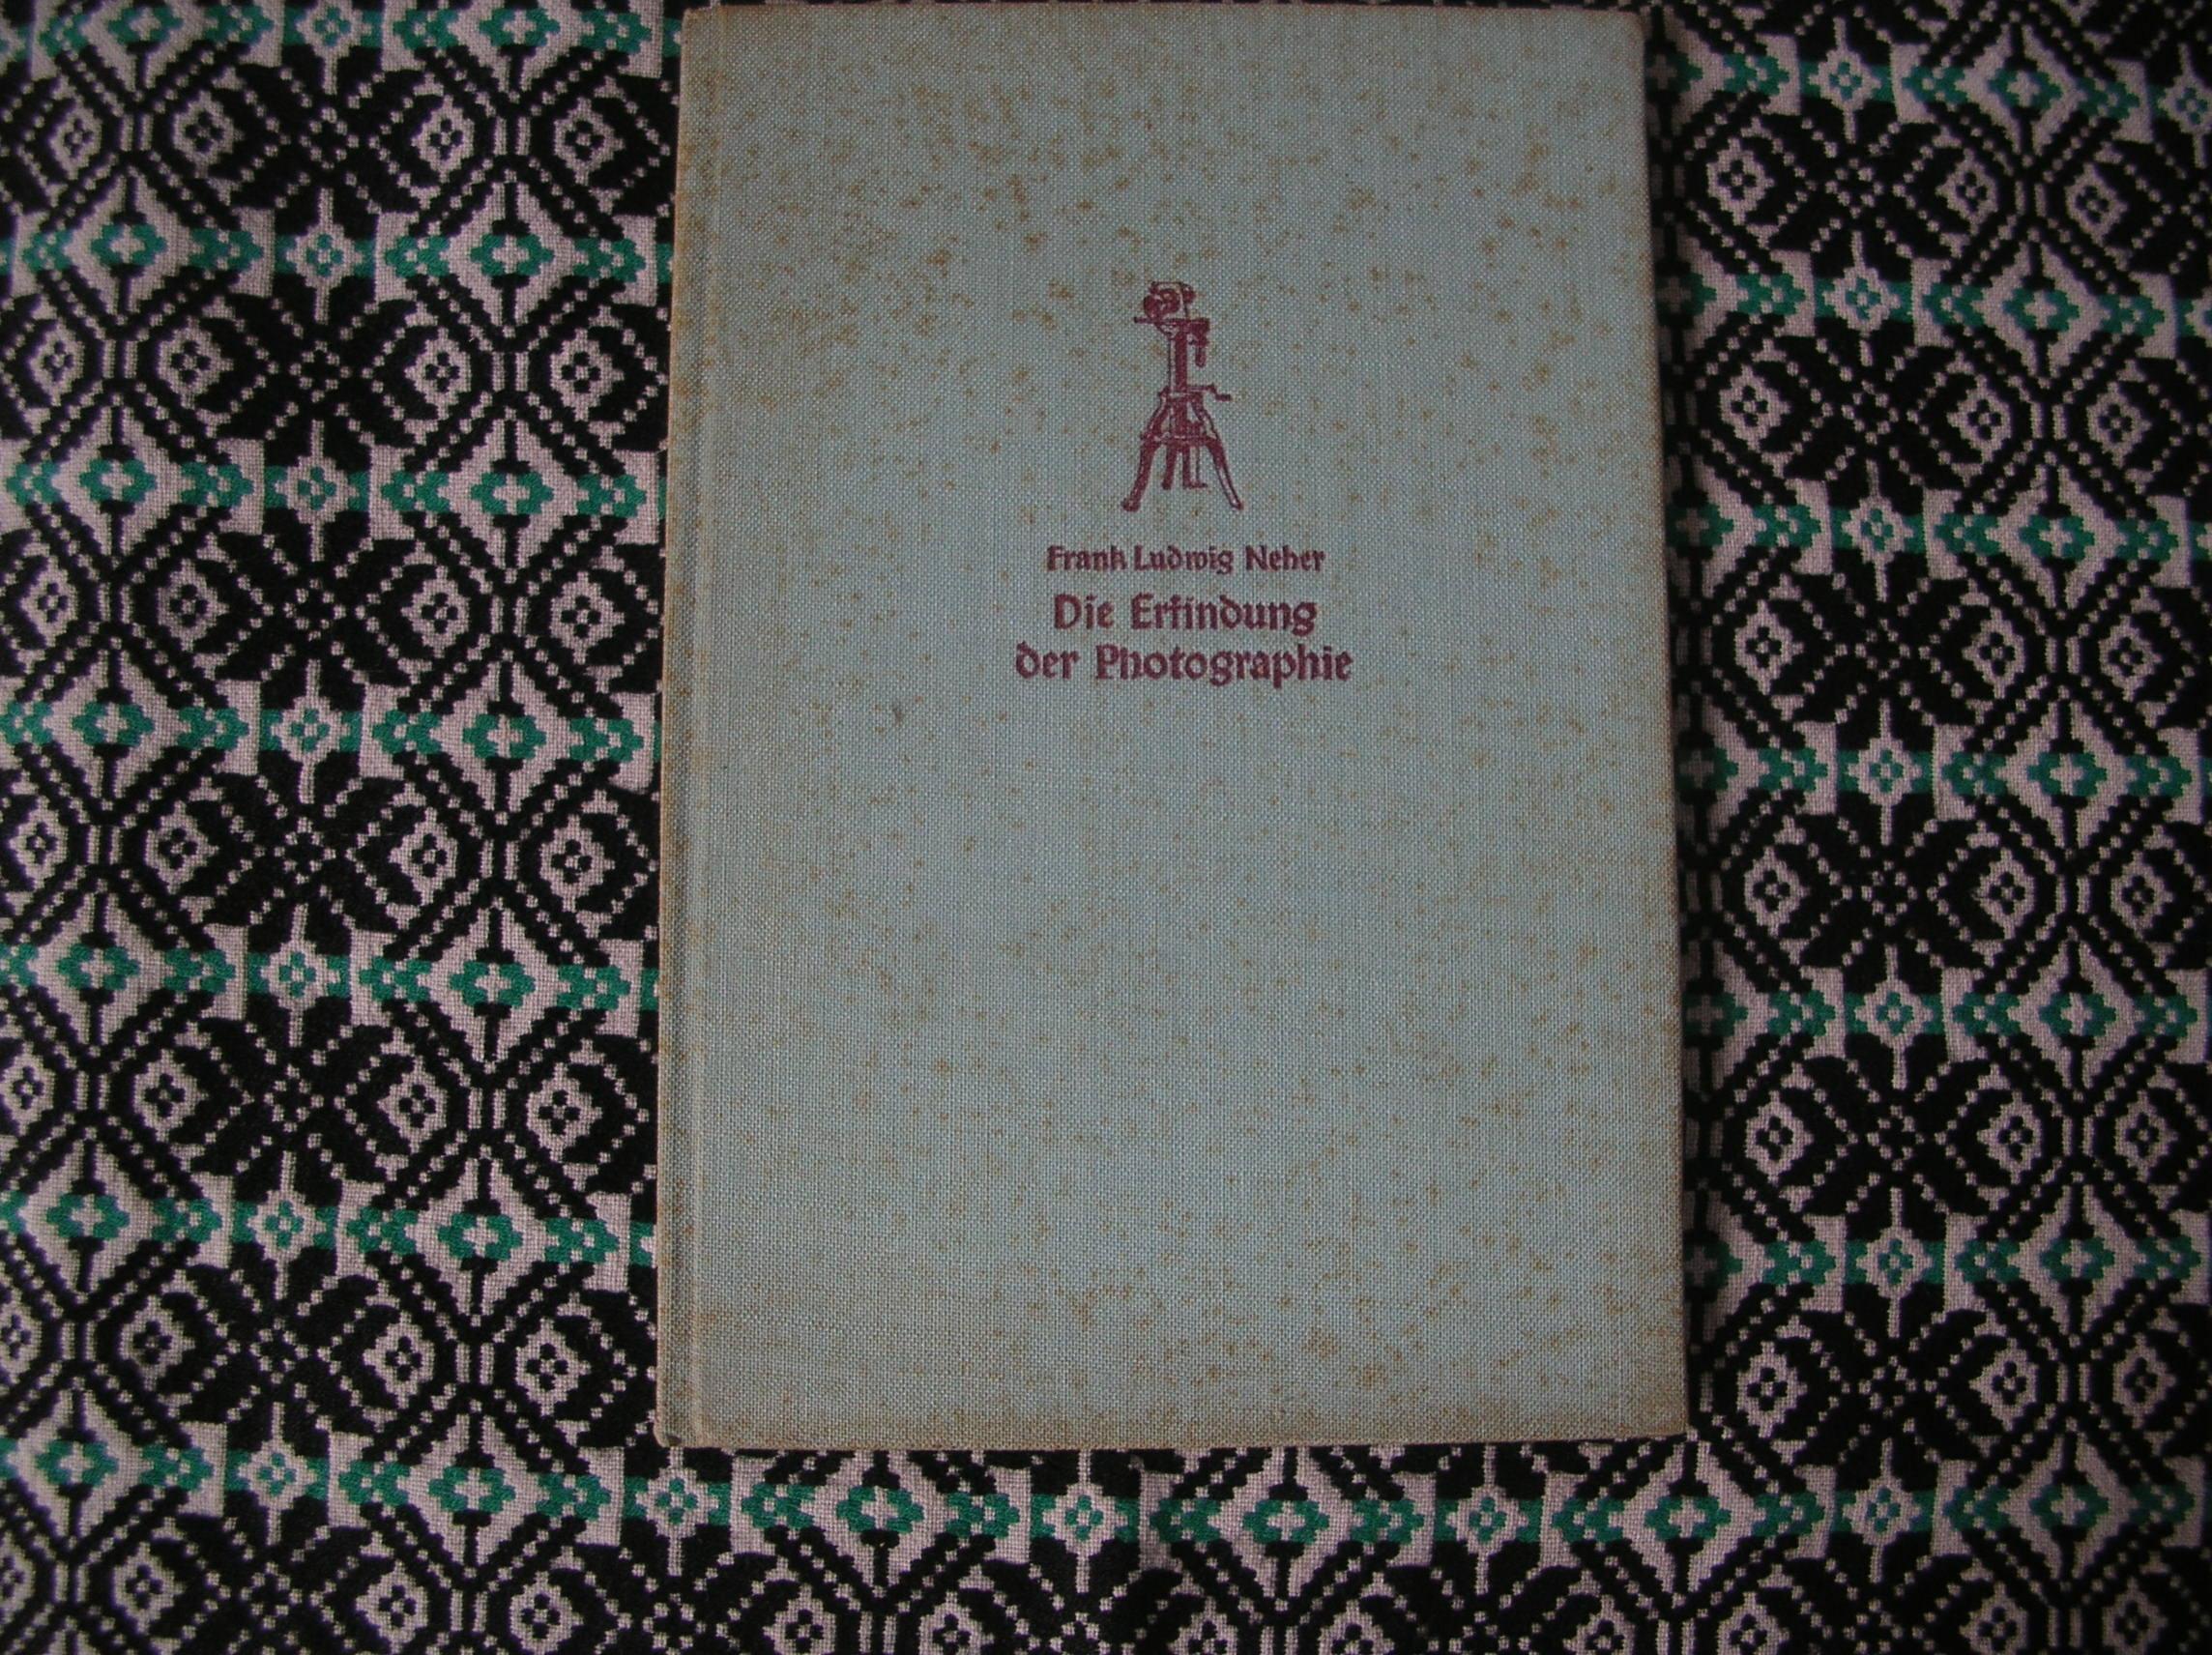 Frank Ludwig Neher
Die Erfindung
der Photographie